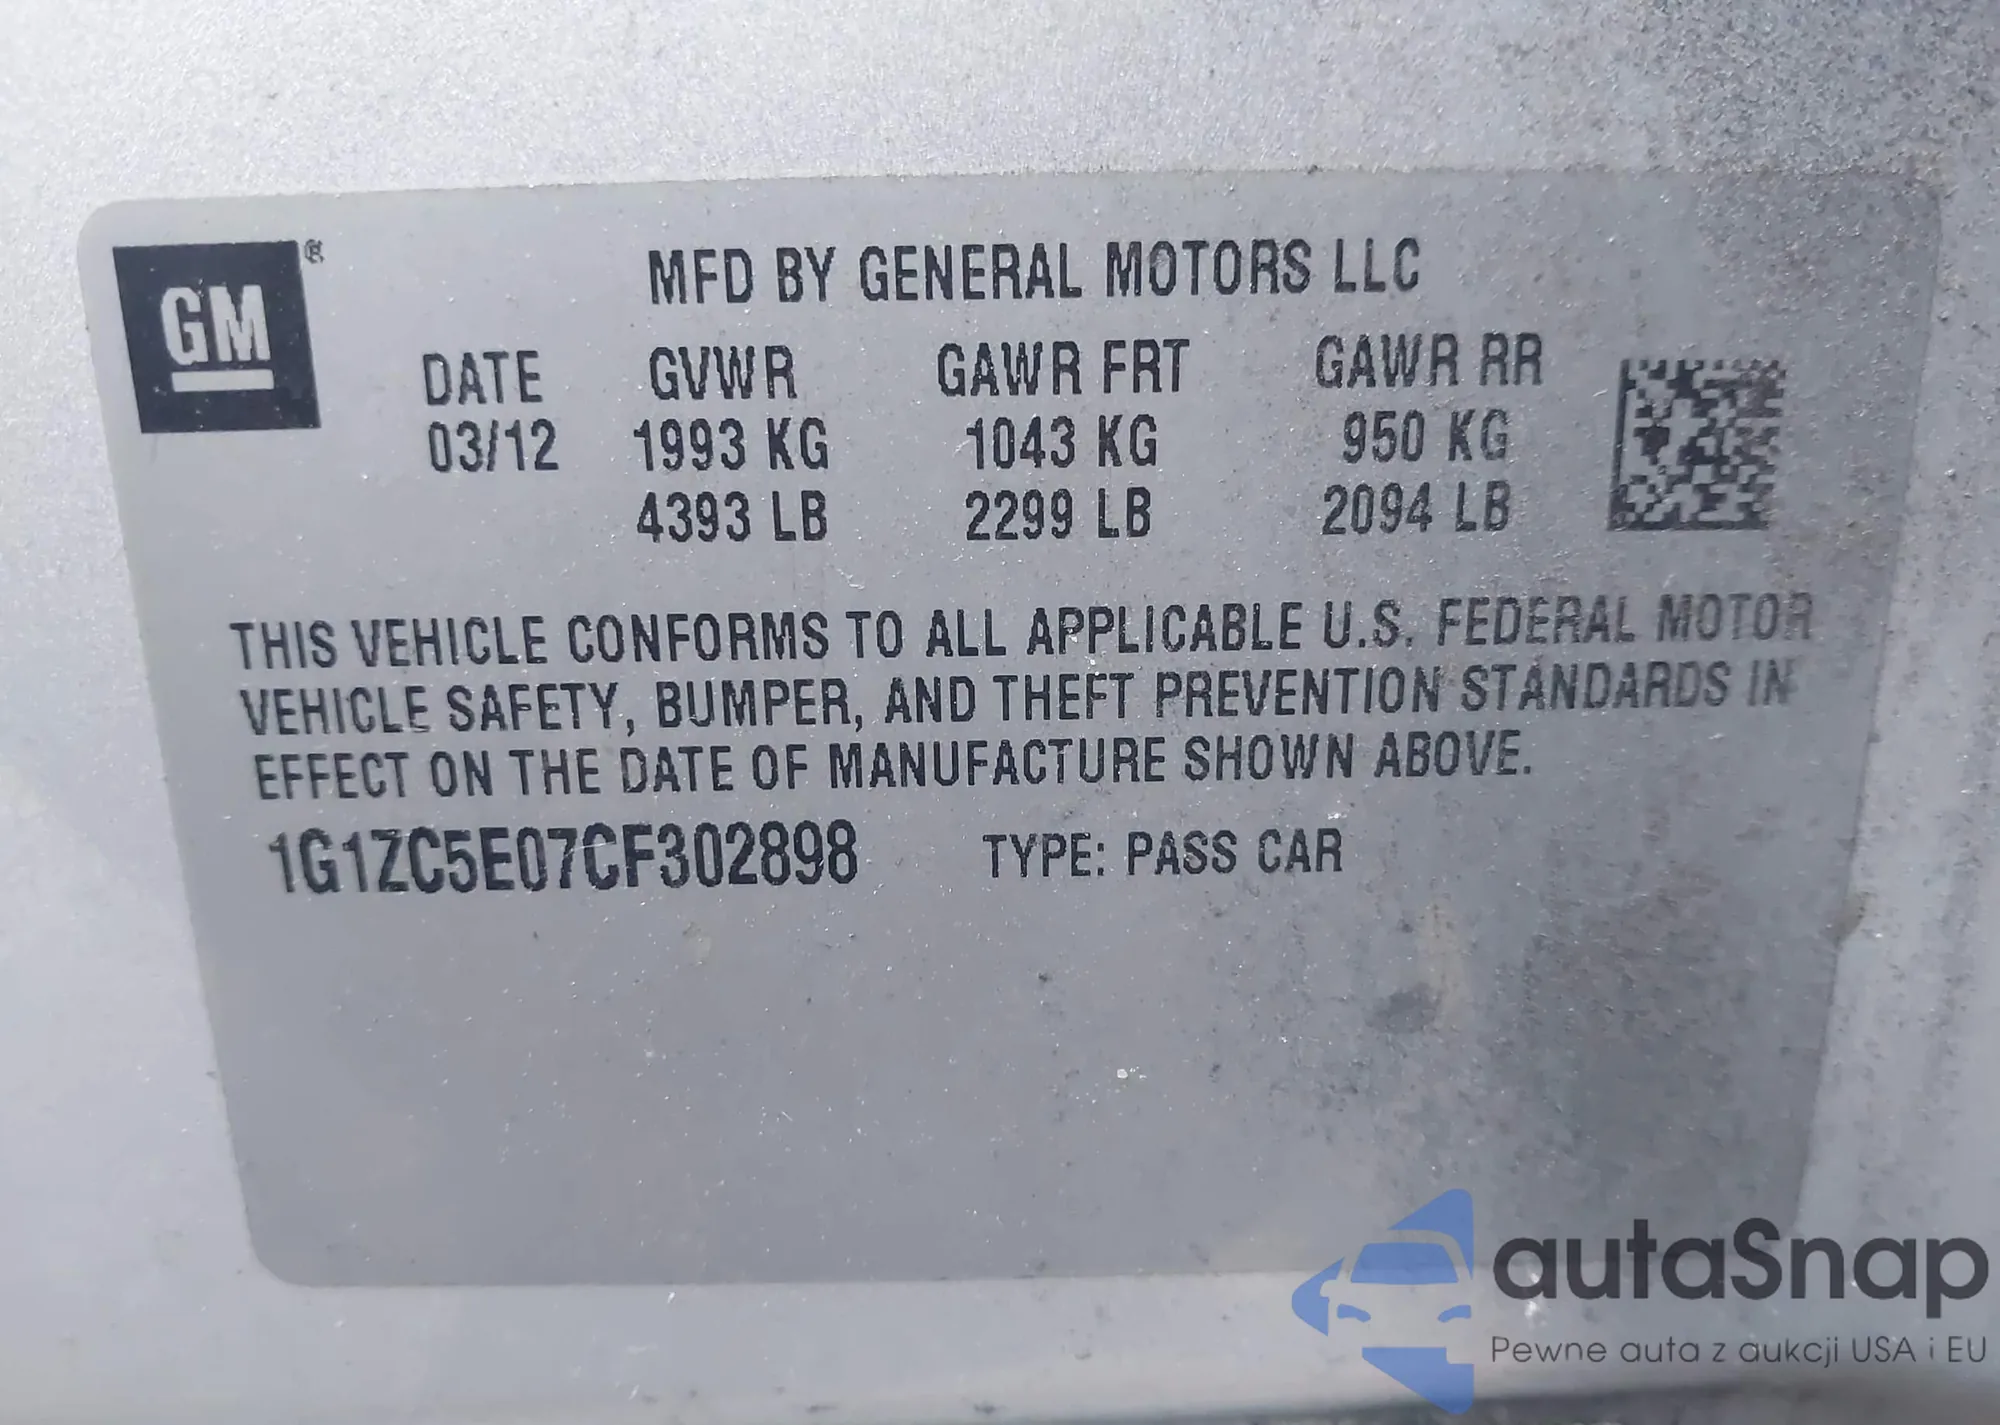 GM ®
MFD BY GENERAL MOTORS LLC
DATE GVWR GAWR FRT GAWR RR
03/12 1993 KG 1043 KG 950 KG
4393 LB 2299 LB 2094 LB
THIS VEHICLE CONFORMS TO ALL APPLICABLE U.S. FEDERAL MOTOR
VEHICLE SAFETY, BUMPER, AND THEFT PREVENTION STANDARDS IN
EFFECT ON THE DATE OF MANUFACTURE SHOWN ABOVE.
1G1ZC5E07CF302898 TYPE: PASS CAR
autaSnap
Pewne auta z aukcji USA i EU